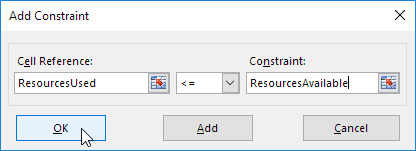 Add Constraint
Cell Reference: Constraint:
ResourcesUsed <= ResourcesAvailable
OK Add Cancel